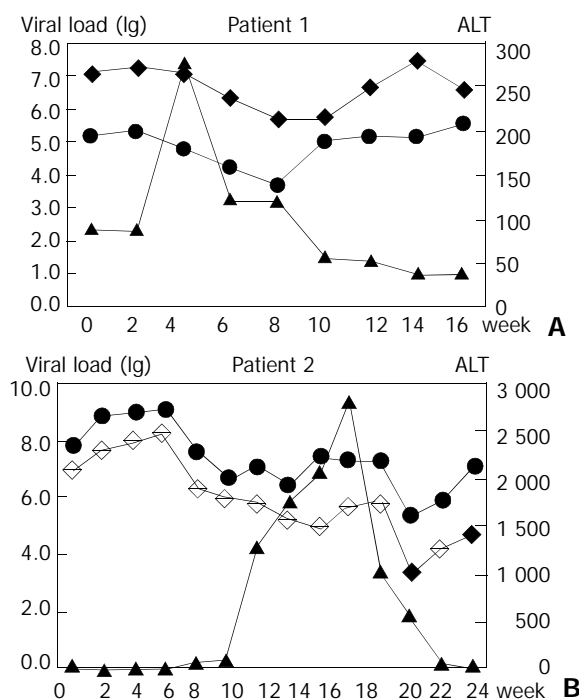 Viral load (lg) Patient 1 ALT
8.0 300
7.0 250
6.0
5.0 200
4.0 150
3.0 100
2.0
1.0 50
0.0 0
0 2 4 6 8 10 12 14 16 week A
Viral load (lg) Patient 2 ALT
10.0 3 000
8.0 2 500
2 000
6.0 1 500
4.0 1 000
2.0 500
0.0 0
0 2 4 6 8 10 12 14 16 18 20 22 24 B
week